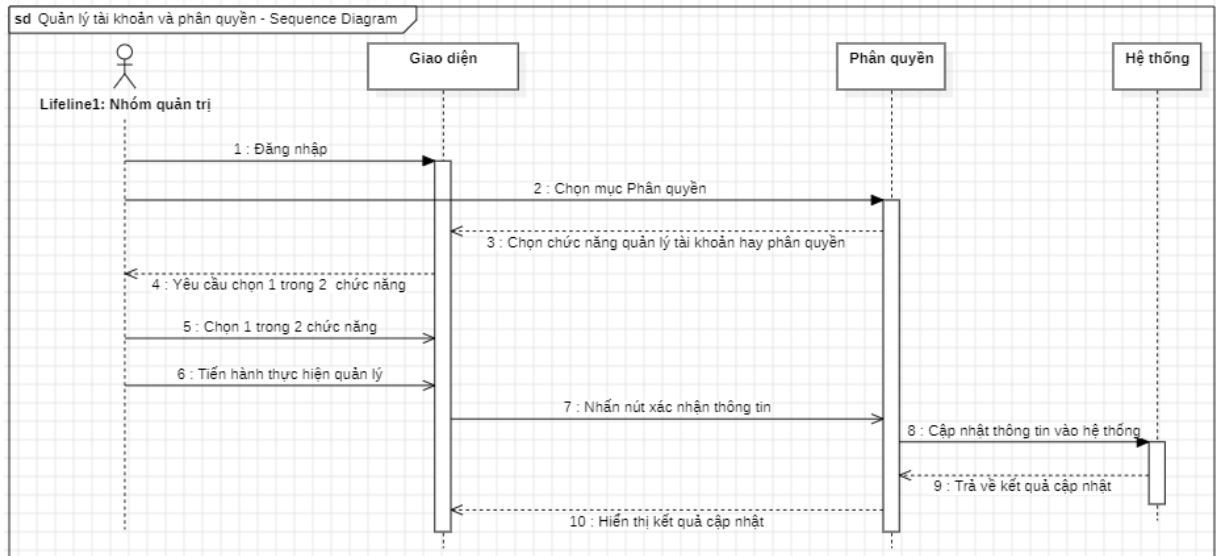 sd Quản lý tài khoản và phân quyền - Sequence Diagram
Giao diện
Phân quyền
Hệ thống
Lifeline1: Nhóm quản trị
1 : Đăng nhập
2 : Chọn mục Phân quyền
3 : Chọn chức năng quản lý tài khoản hay phân quyền
4 : Yêu cầu chọn 1 trong 2 chức năng
5 : Chọn 1 trong 2 chức năng
6 : Tiến hành thực hiện quản lý
7 : Nhấn nút xác nhận thông tin
8 : Cập nhật thông tin vào hệ thống
9 : Trả về kết quả cập nhật
10 : Hiển thị kết quả cập nhật